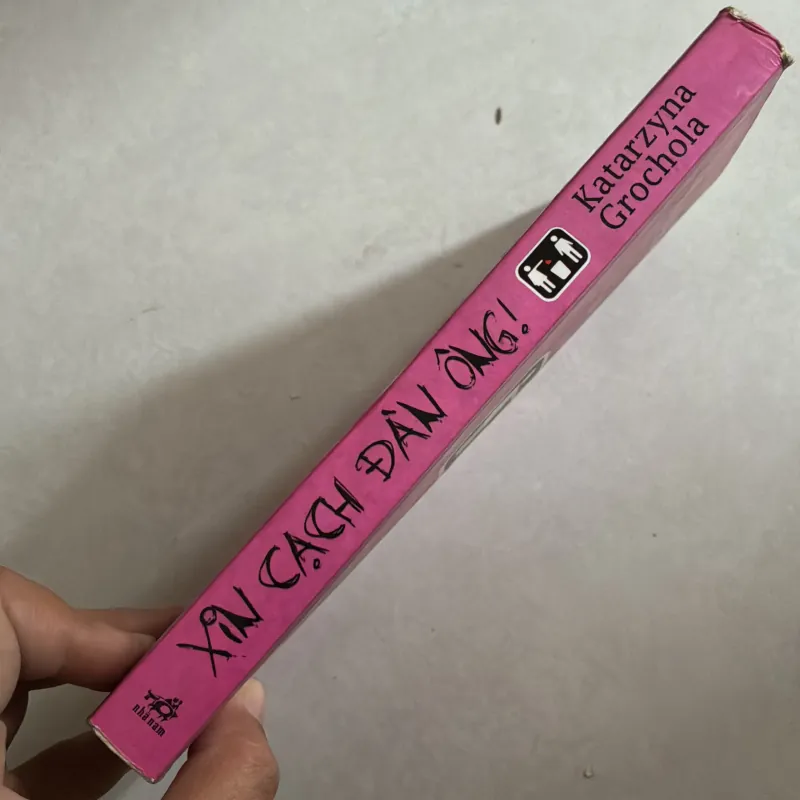 Katarzyna
Grochola
XIN CẠCH ĐÀN ÔNG!
nhã nam